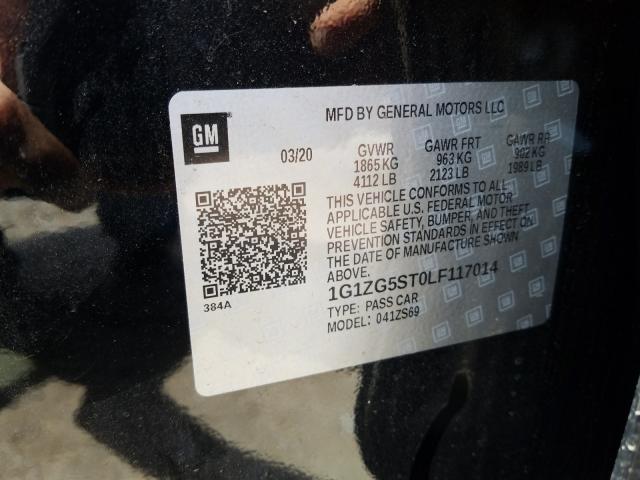 MFD BY GENERAL MOTORS LLC
GM
03/20 GVWR GAWR FRT GAWR RR
1865 KG 963 KG 902 KG
4112 LB 2123 LB 1989 LB
THIS VEHICLE CONFORMS TO ALL
APPLICABLE U.S. FEDERAL MOTOR
VEHICLE SAFETY, BUMPER, AND THEFT
PREVENTION STANDARDS IN EFFECT ON
THE DATE OF MANUFACTURE SHOWN
ABOVE.
1G1ZG5ST0LF117014
384A
TYPE: PASS CAR
MODEL: 041ZS69